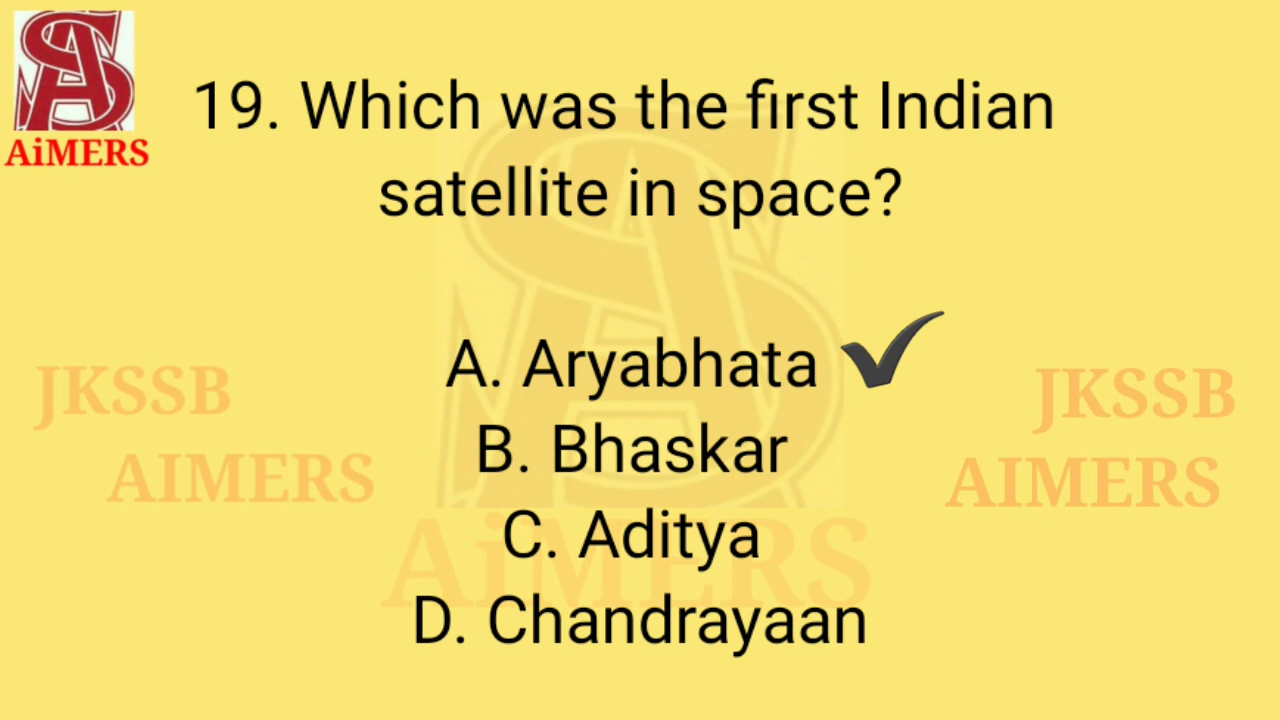 AiMERS
19. Which was the first Indian
satellite in space?
A. Aryabhata ✔
B. Bhaskar
C. Aditya
D. Chandrayaan
JKSSB
AIMERS
JKSSB
AIMERS
AiMERS